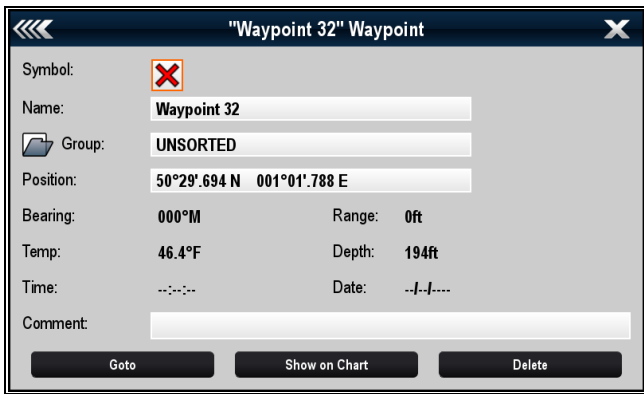 "Waypoint 32" Waypoint
Symbol:
Name: Waypoint 32
Group: UNSORTED
Position: 50°29'.694 N 001°01'.788 E
Bearing: 000°M Range: 0ft
Temp: 46.4°F Depth: 194ft
Time: --:--:-- Date: --/--/----
Comment:
Goto Show on Chart Delete